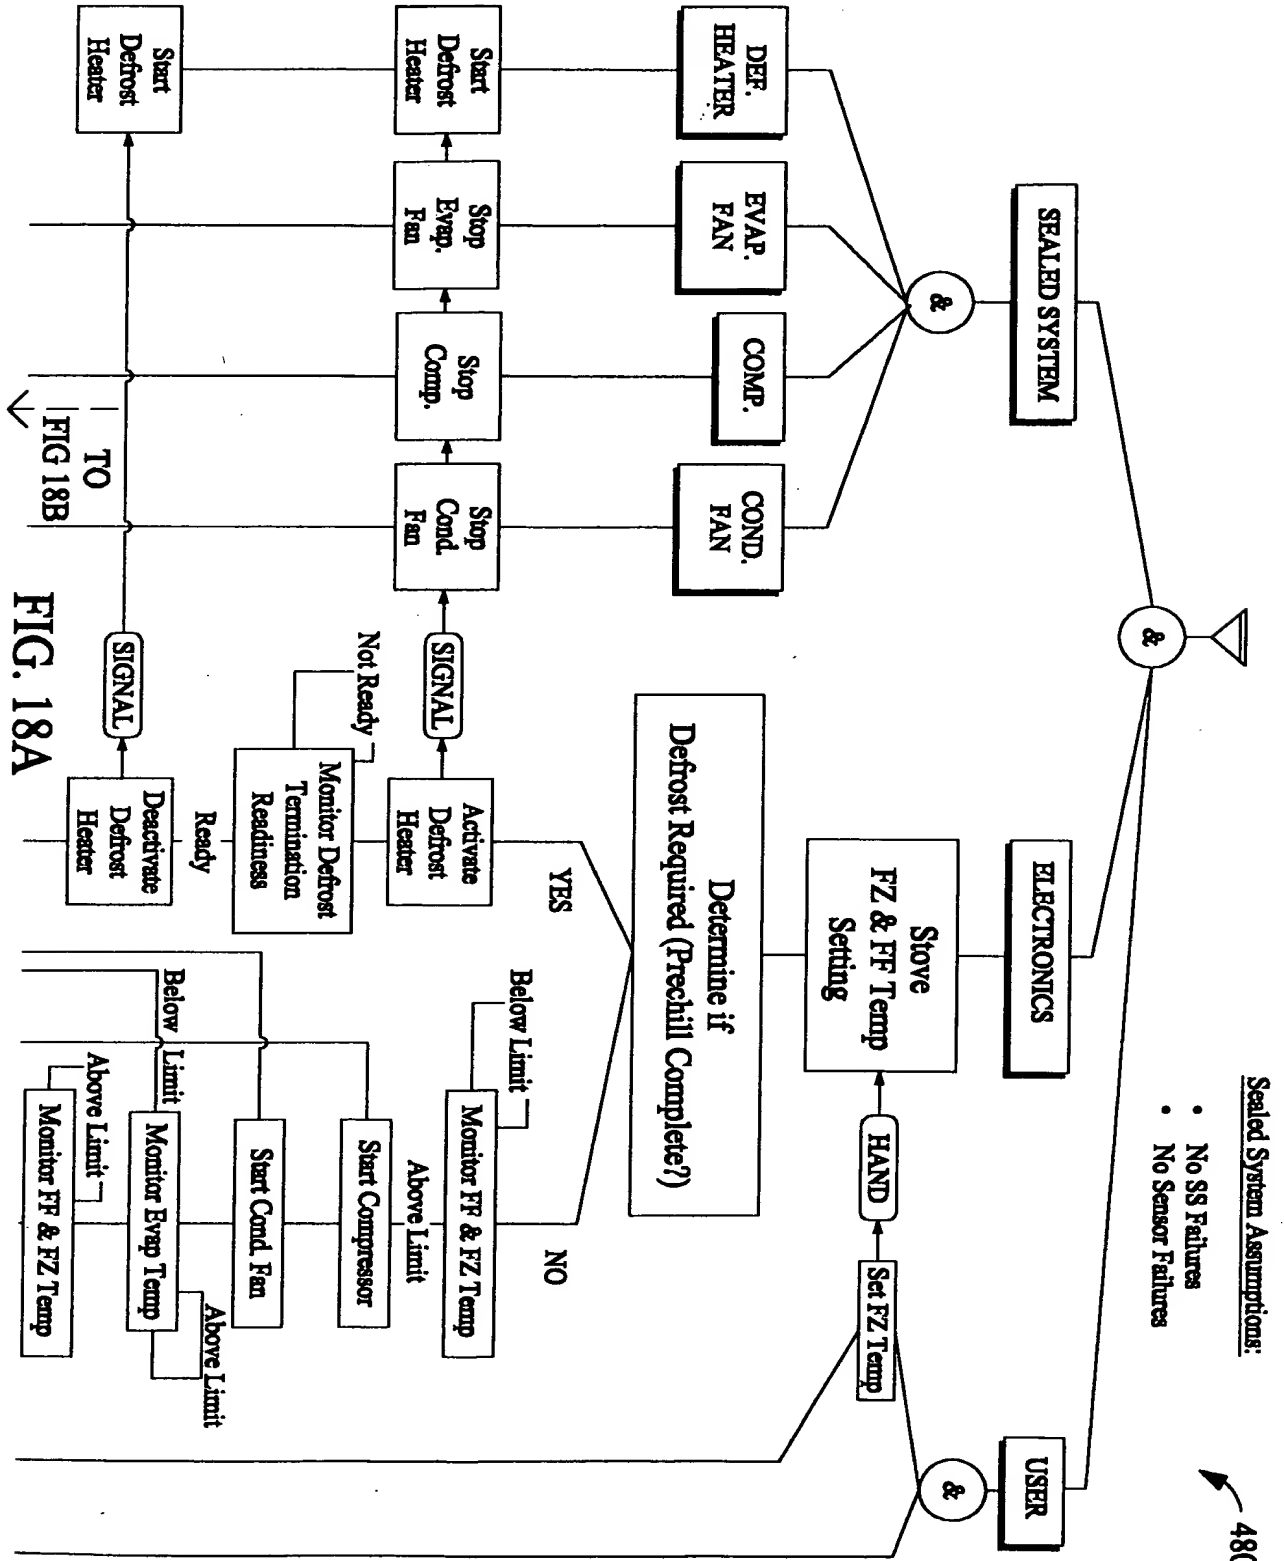 480
Sealed System Assumptions:
• No SS Failures
• No Sensor Failures
&
SEALED SYSTEM
ELECTRONICS
USER
&
&
DEF.
HEATER
EVAP.
FAN
COMP.
COND.
FAN
Stove
FZ & FF Temp
Setting
HAND
Set FZ Temp
Determine if
Defrost Required (Prechill Complete?)
YES
NO
Start
Defrost
Heater
Stop
Evap.
Fan
Stop
Comp.
Stop
Cond.
Fan
SIGNAL
Activate
Defrost
Heater
Below Limit
Monitor FF & FZ Temp
Above Limit
Not Ready
Monitor Defrost
Termination
Readiness
Start Compressor
Ready
Start Cond. Fan
Start
Defrost
Heater
SIGNAL
Deactivate
Defrost
Heater
Below Limit
Monitor Evap Temp
Above Limit
Above Limit
Monitor FF & FZ Temp
TO
FIG 18B
FIG. 18A